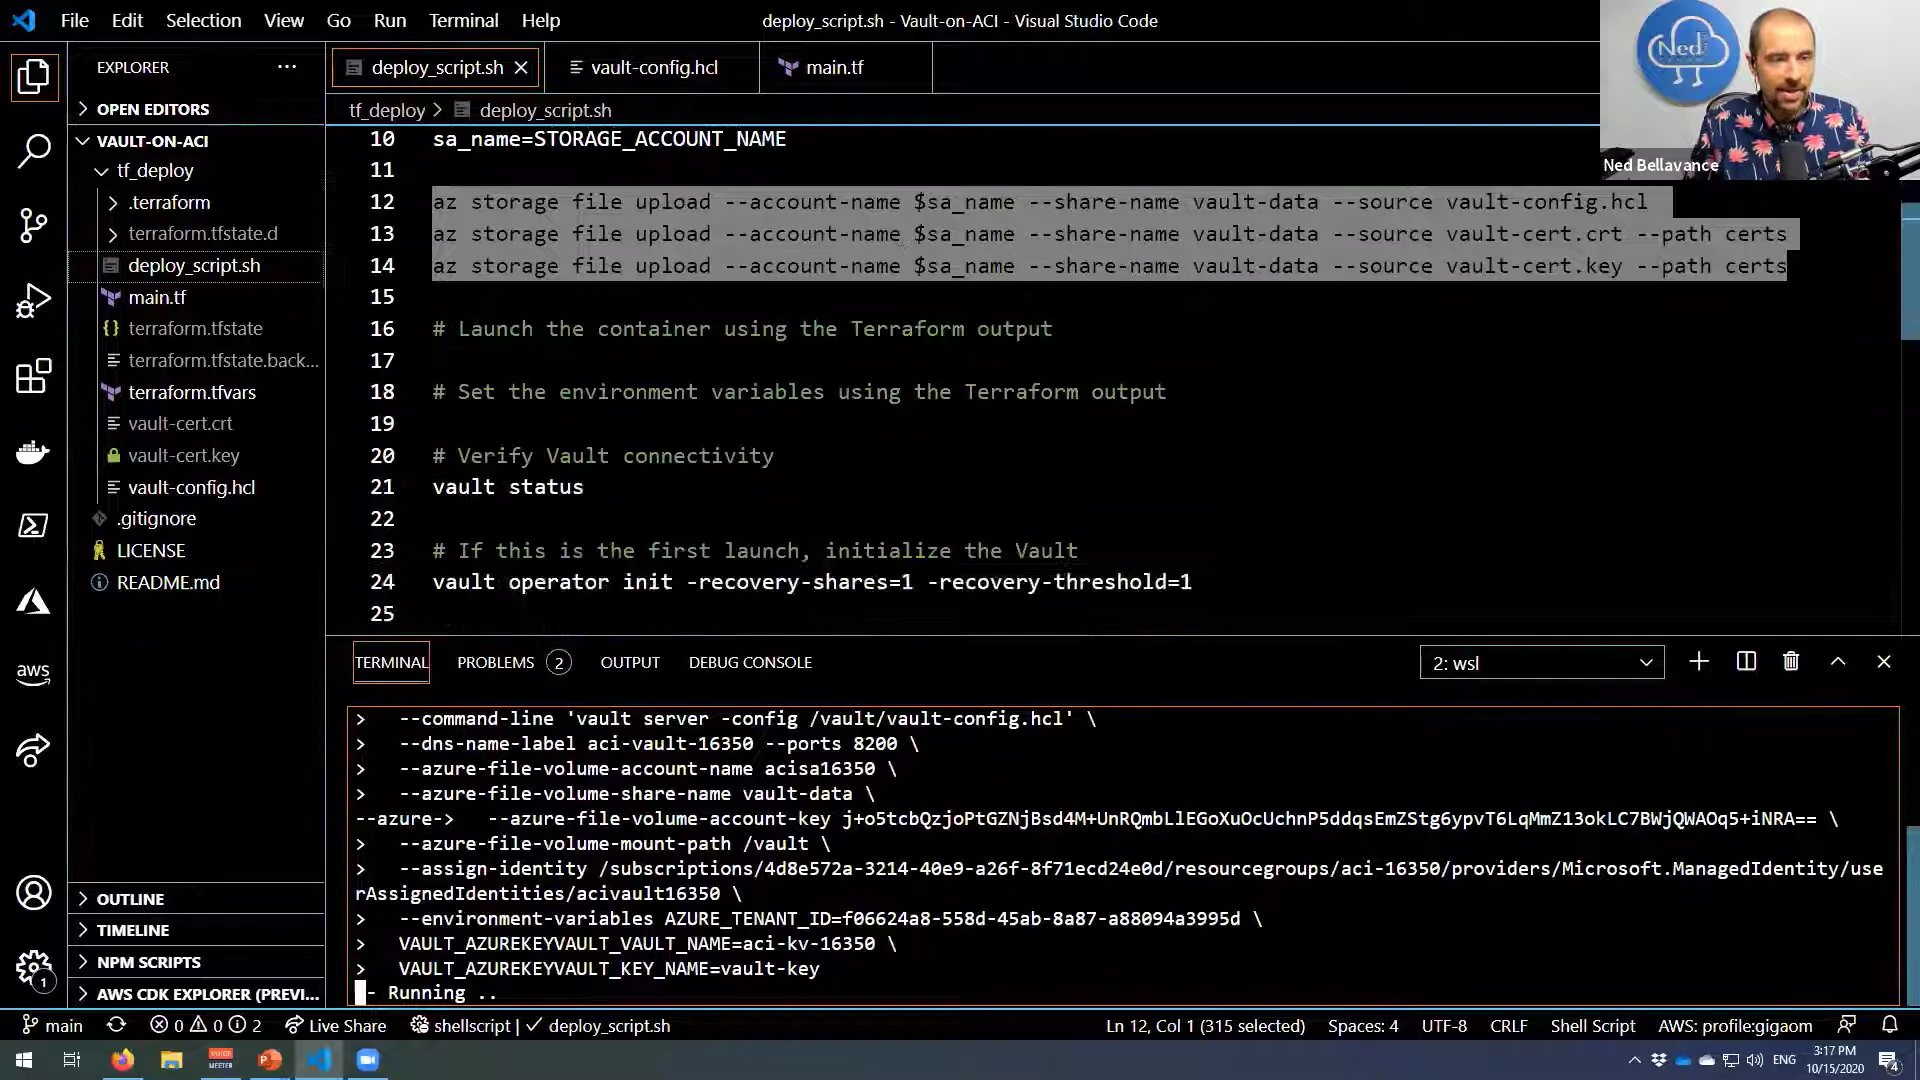 File Edit Selection View Go Run Terminal Help
deploy_script.sh - Vault-on-ACI - Visual Studio Code
Ned
Ned Bellavance
EXPLORER
OPEN EDITORS
VAULT-ON-ACI
tf_deploy
.terraform
terraform.tfstate.d
deploy_script.sh
main.tf
terraform.tfstate
terraform.tfstate.back...
terraform.tfvars
vault-cert.crt
vault-cert.key
vault-config.hcl
.gitignore
LICENSE
README.md
OUTLINE
TIMELINE
NPM SCRIPTS
AWS CDK EXPLORER (PREVI...
aws
1
deploy_script.sh vault-config.hcl main.tf
tf_deploy > deploy_script.sh
10 sa_name=STORAGE_ACCOUNT_NAME
11
12 az storage file upload --account-name $sa_name --share-name vault-data --source vault-config.hcl
13 az storage file upload --account-name $sa_name --share-name vault-data --source vault-cert.crt --path certs
14 az storage file upload --account-name $sa_name --share-name vault-data --source vault-cert.key --path certs
15
16 # Launch the container using the Terraform output
17
18 # Set the environment variables using the Terraform output
19
20 # Verify Vault connectivity
21 vault status
22
23 # If this is the first launch, initialize the Vault
24 vault operator init -recovery-shares=1 -recovery-threshold=1
25
TERMINAL PROBLEMS 2 OUTPUT DEBUG CONSOLE
2: wsl
> --command-line 'vault server -config /vault/vault-config.hcl' \
> --dns-name-label aci-vault-16350 --ports 8200 \
> --azure-file-volume-account-name acisa16350 \
> --azure-file-volume-share-name vault-data \
--azure-> --azure-file-volume-account-key j+o5tcbQzjoPtGZNjBsd4M+UnRQmbLlEGoXuOcUchnP5ddqsEmZStg6ypvT6LqMmZ13okLC7BWjQWAOq5+iNRA== \
> --azure-file-volume-mount-path /vault \
> --assign-identity /subscriptions/4d8e572a-3214-40e9-a26f-8f71ecd24e0d/resourcegroups/aci-16350/providers/Microsoft.ManagedIdentity/use
rAssignedIdentities/acivault16350 \
> --environment-variables AZURE_TENANT_ID=f06624a8-558d-45ab-8a87-a88094a3995d \
> VAULT_AZUREKEYVAULT_VAULT_NAME=aci-kv-16350 \
> VAULT_AZUREKEYVAULT_KEY_NAME=vault-key
- Running ..
main 0 0 2 Live Share shellscript | ✓ deploy_script.sh
Ln 12, Col 1 (315 selected) Spaces: 4 UTF-8 CRLF Shell Script AWS: profile:gigaom
ENG
3:17 PM
10/15/2020
4